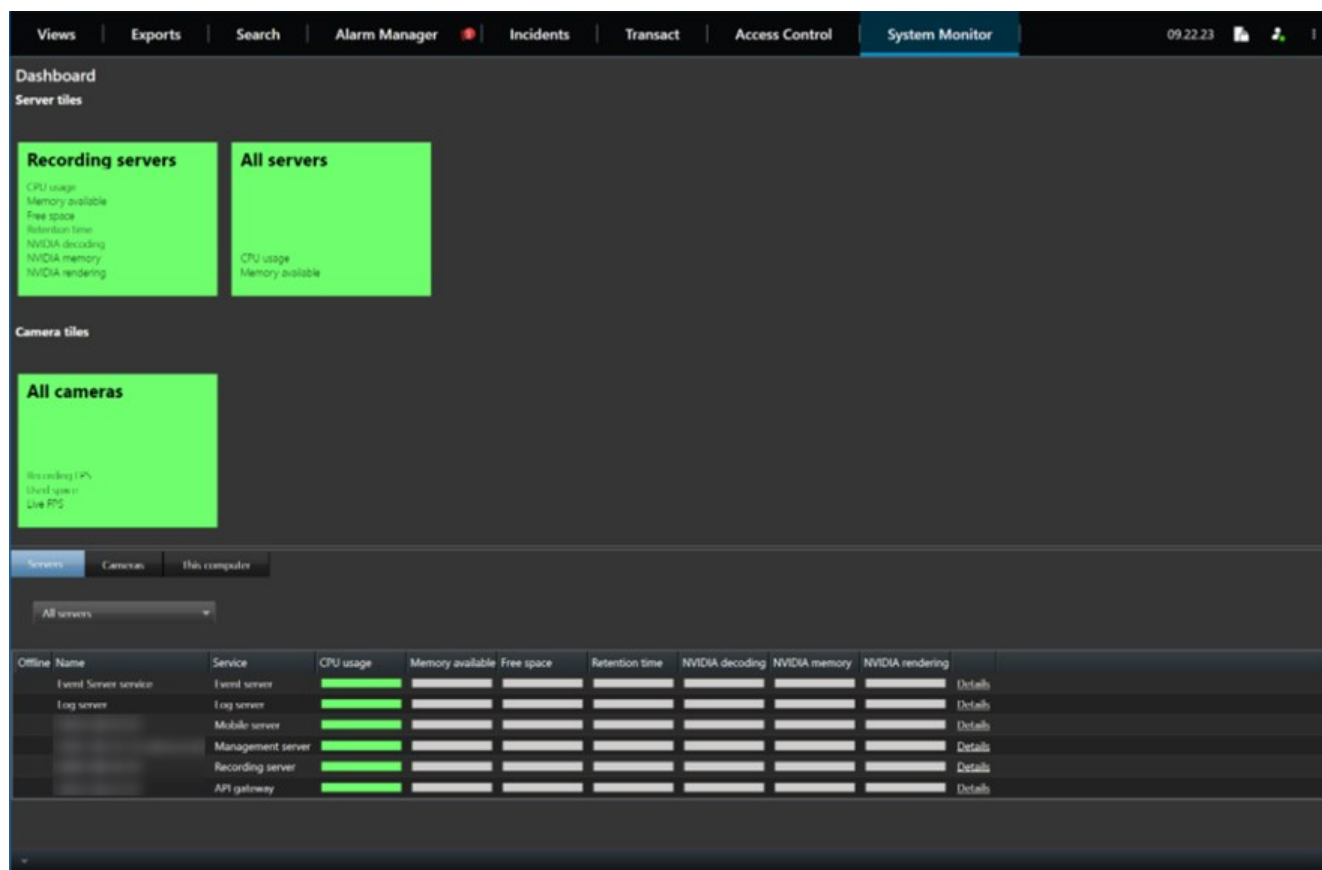 Views Exports Search Alarm Manager Incidents Transact Access Control System Monitor 09.22.23
Dashboard
Server tiles
Recording servers
CPU usage
Memory available
Free space
Retention time
NVIDIA decoding
NVIDIA memory
NVIDIA rendering
All servers
CPU usage
Memory available
Camera tiles
All cameras
Recording FPS
Used space
Live FPS
Servers Cameras This computer
All servers
Offline Name Service CPU usage Memory available Free space Retention time NVIDIA decoding NVIDIA memory NVIDIA rendering
Event Server service Event server Details
Log server Log server Details
Mobile server Details
Management server Details
Recording server Details
API gateway Details